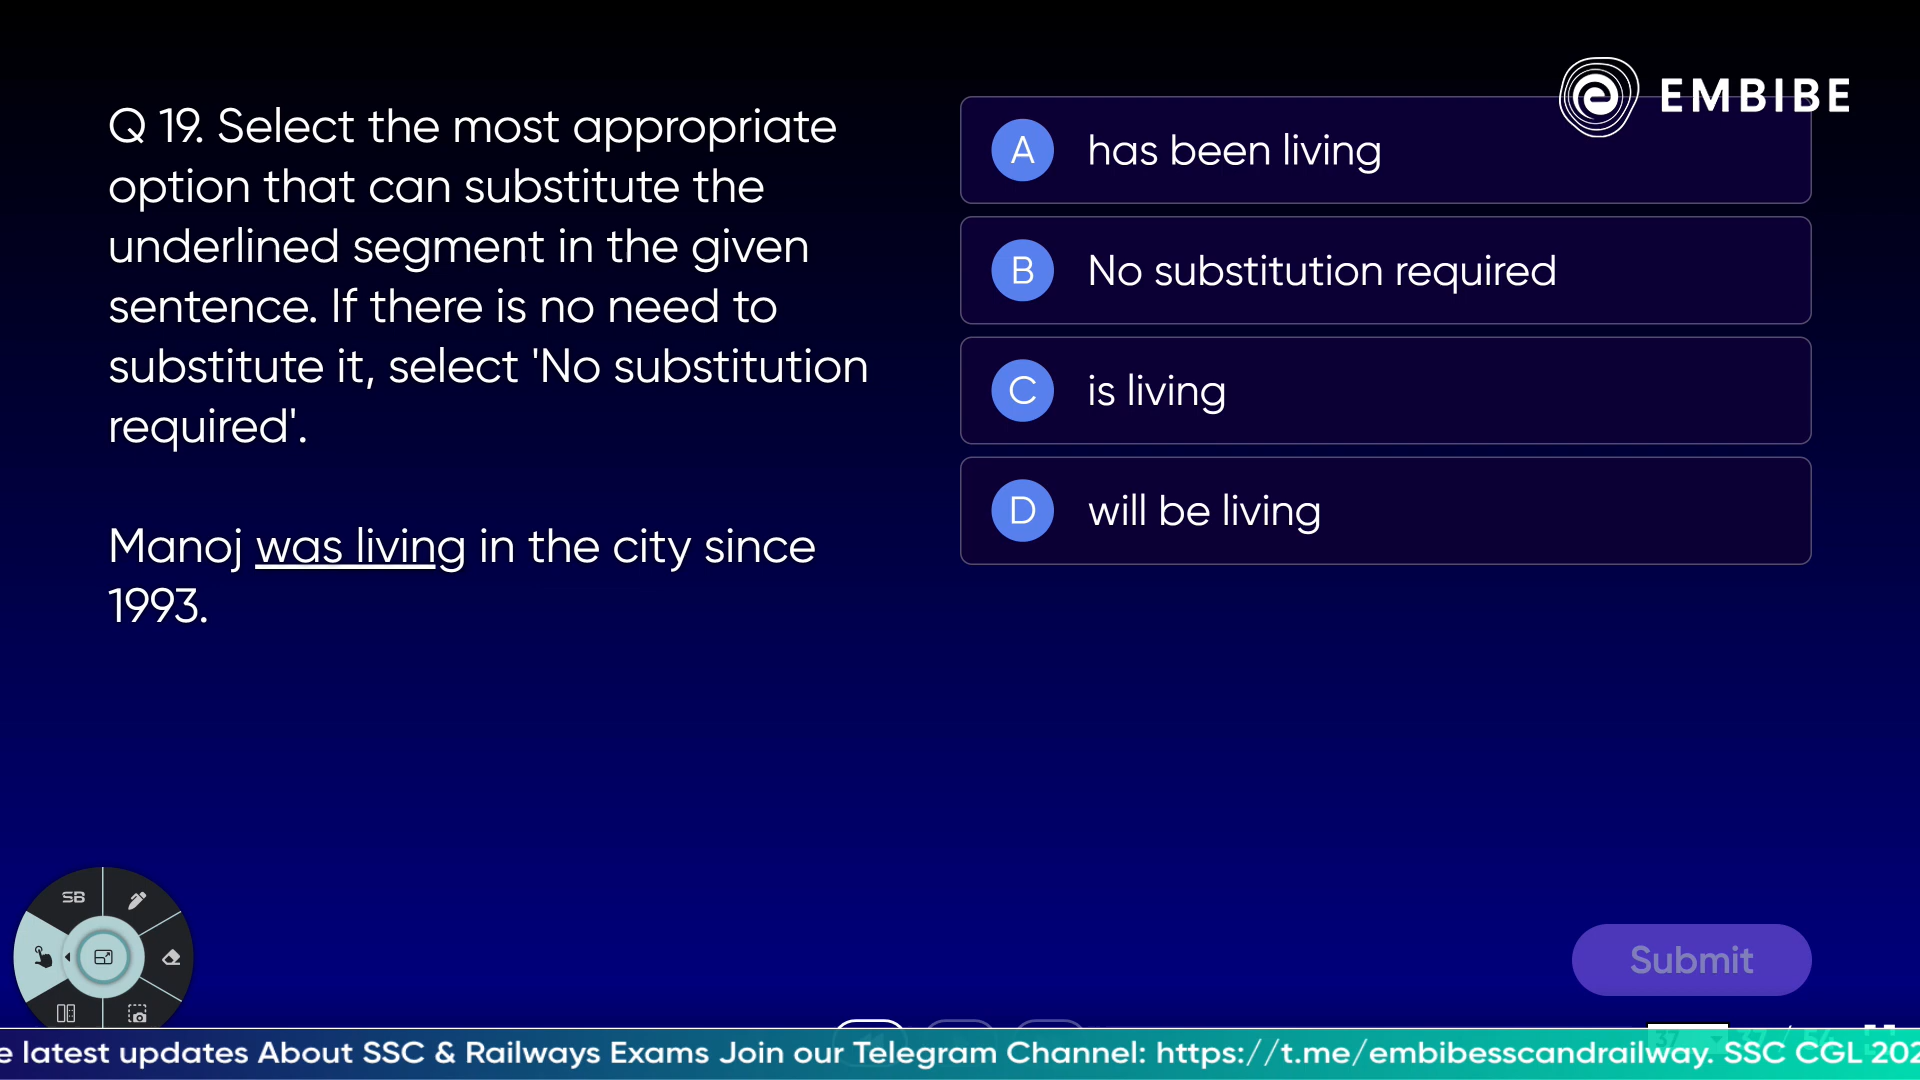 EMBIBE
Q 19. Select the most appropriate
option that can substitute the
underlined segment in the given
sentence. If there is no need to
substitute it, select 'No substitution
required'.
Manoj was living in the city since
1993.
A has been living
B No substitution required
C is living
D will be living
SB
Submit
e latest updates About SSC & Railways Exams Join our Telegram Channel: https://t.me/embibesscandrailway. SSC CGL 202